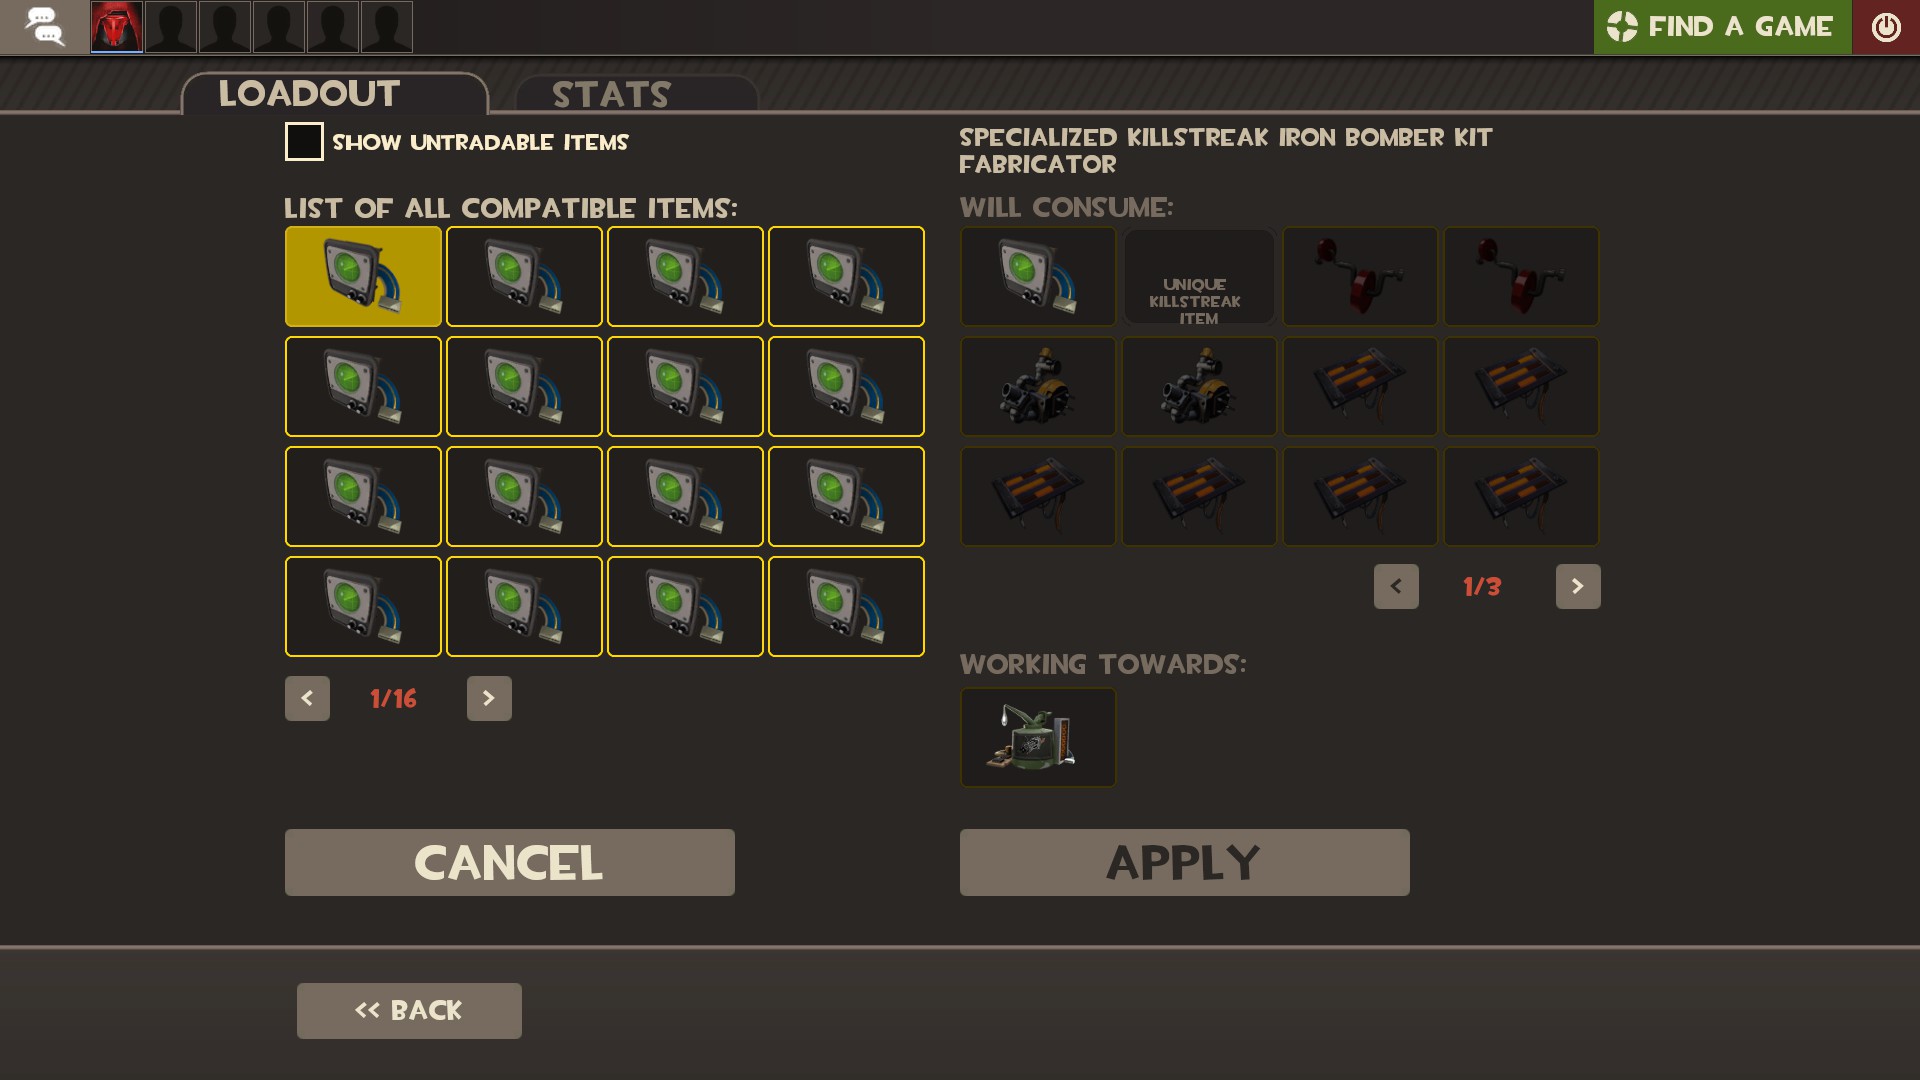 FIND A GAME
LOADOUT
STATS
SHOW UNTRADABLE ITEMS
SPECIALIZED KILLSTREAK IRON BOMBER KIT
FABRICATOR
LIST OF ALL COMPATIBLE ITEMS:
WILL CONSUME:
UNIQUE
KILLSTREAK
ITEM
< 1/3 >
WORKING TOWARDS:
< 1/16 >
CANCEL
APPLY
<< BACK